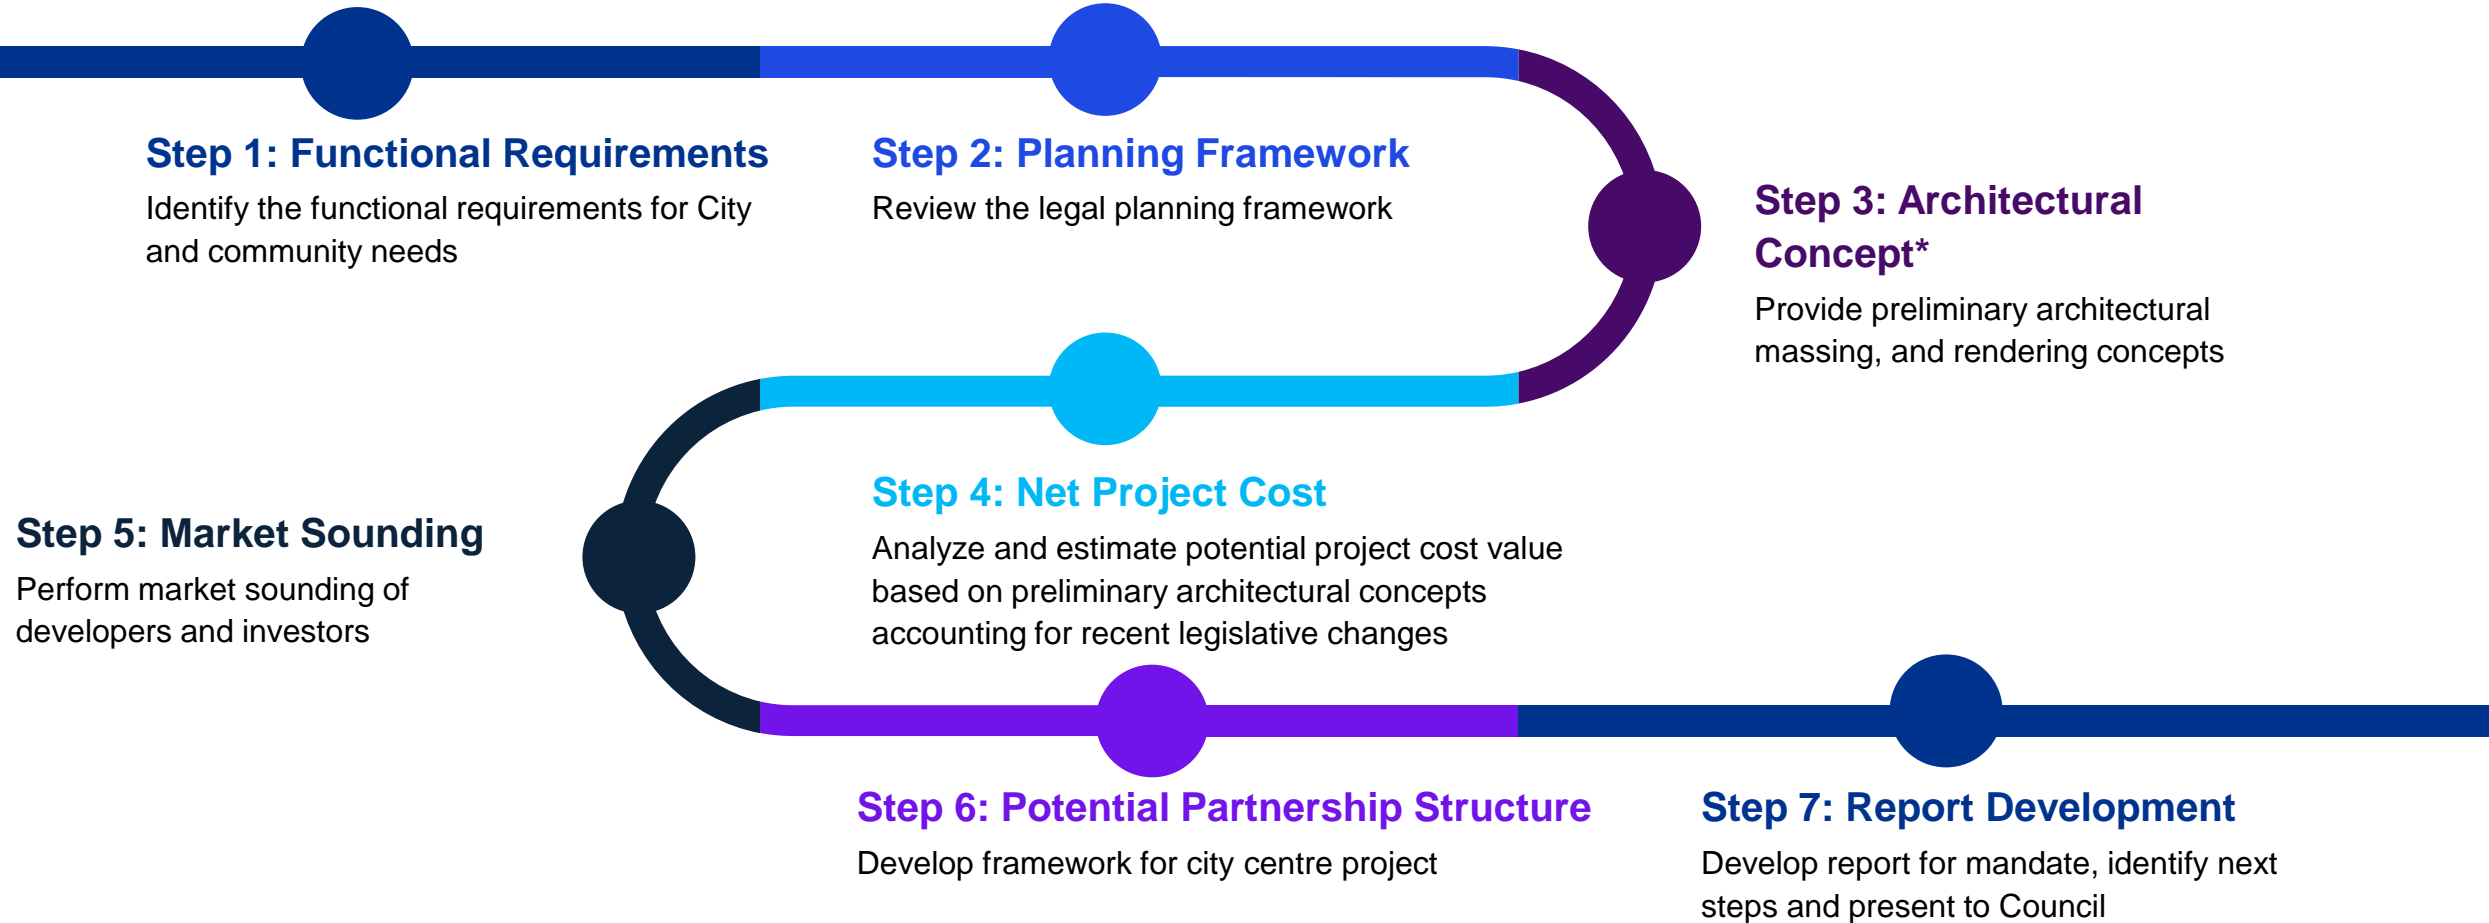 Step 1: Functional Requirements
Identify the functional requirements for City
and community needs
Step 2: Planning Framework
Review the legal planning framework
Step 3: Architectural
Concept*
Provide preliminary architectural
massing, and rendering concepts
Step 4: Net Project Cost
Analyze and estimate potential project cost value
based on preliminary architectural concepts
accounting for recent legislative changes
Step 5: Market Sounding
Perform market sounding of
developers and investors
Step 6: Potential Partnership Structure
Develop framework for city centre project
Step 7: Report Development
Develop report for mandate, identify next
steps and present to Council